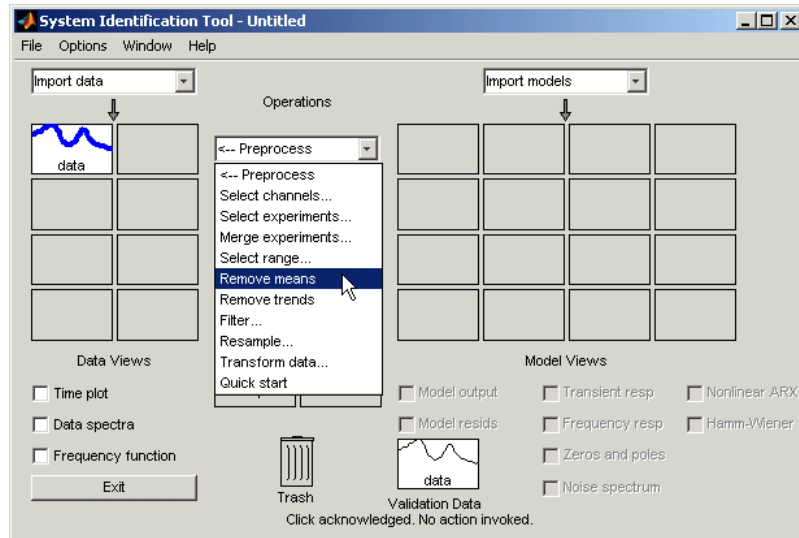 System Identification Tool - Untitled
File Options Window Help
Import data
Import models
Operations
data
<-- Preprocess
<-- Preprocess
Select channels...
Select experiments...
Merge experiments...
Select range...
Remove means
Remove trends
Filter...
Resample...
Transform data...
Quick start
Data Views
Model Views
Time plot
Data spectra
Frequency function
Exit
Model output
Transient resp
Nonlinear ARX
Model resids
Frequency resp
Hamm-Wiener
Zeros and poles
Noise spectrum
Trash
data
Validation Data
Click acknowledged. No action invoked.